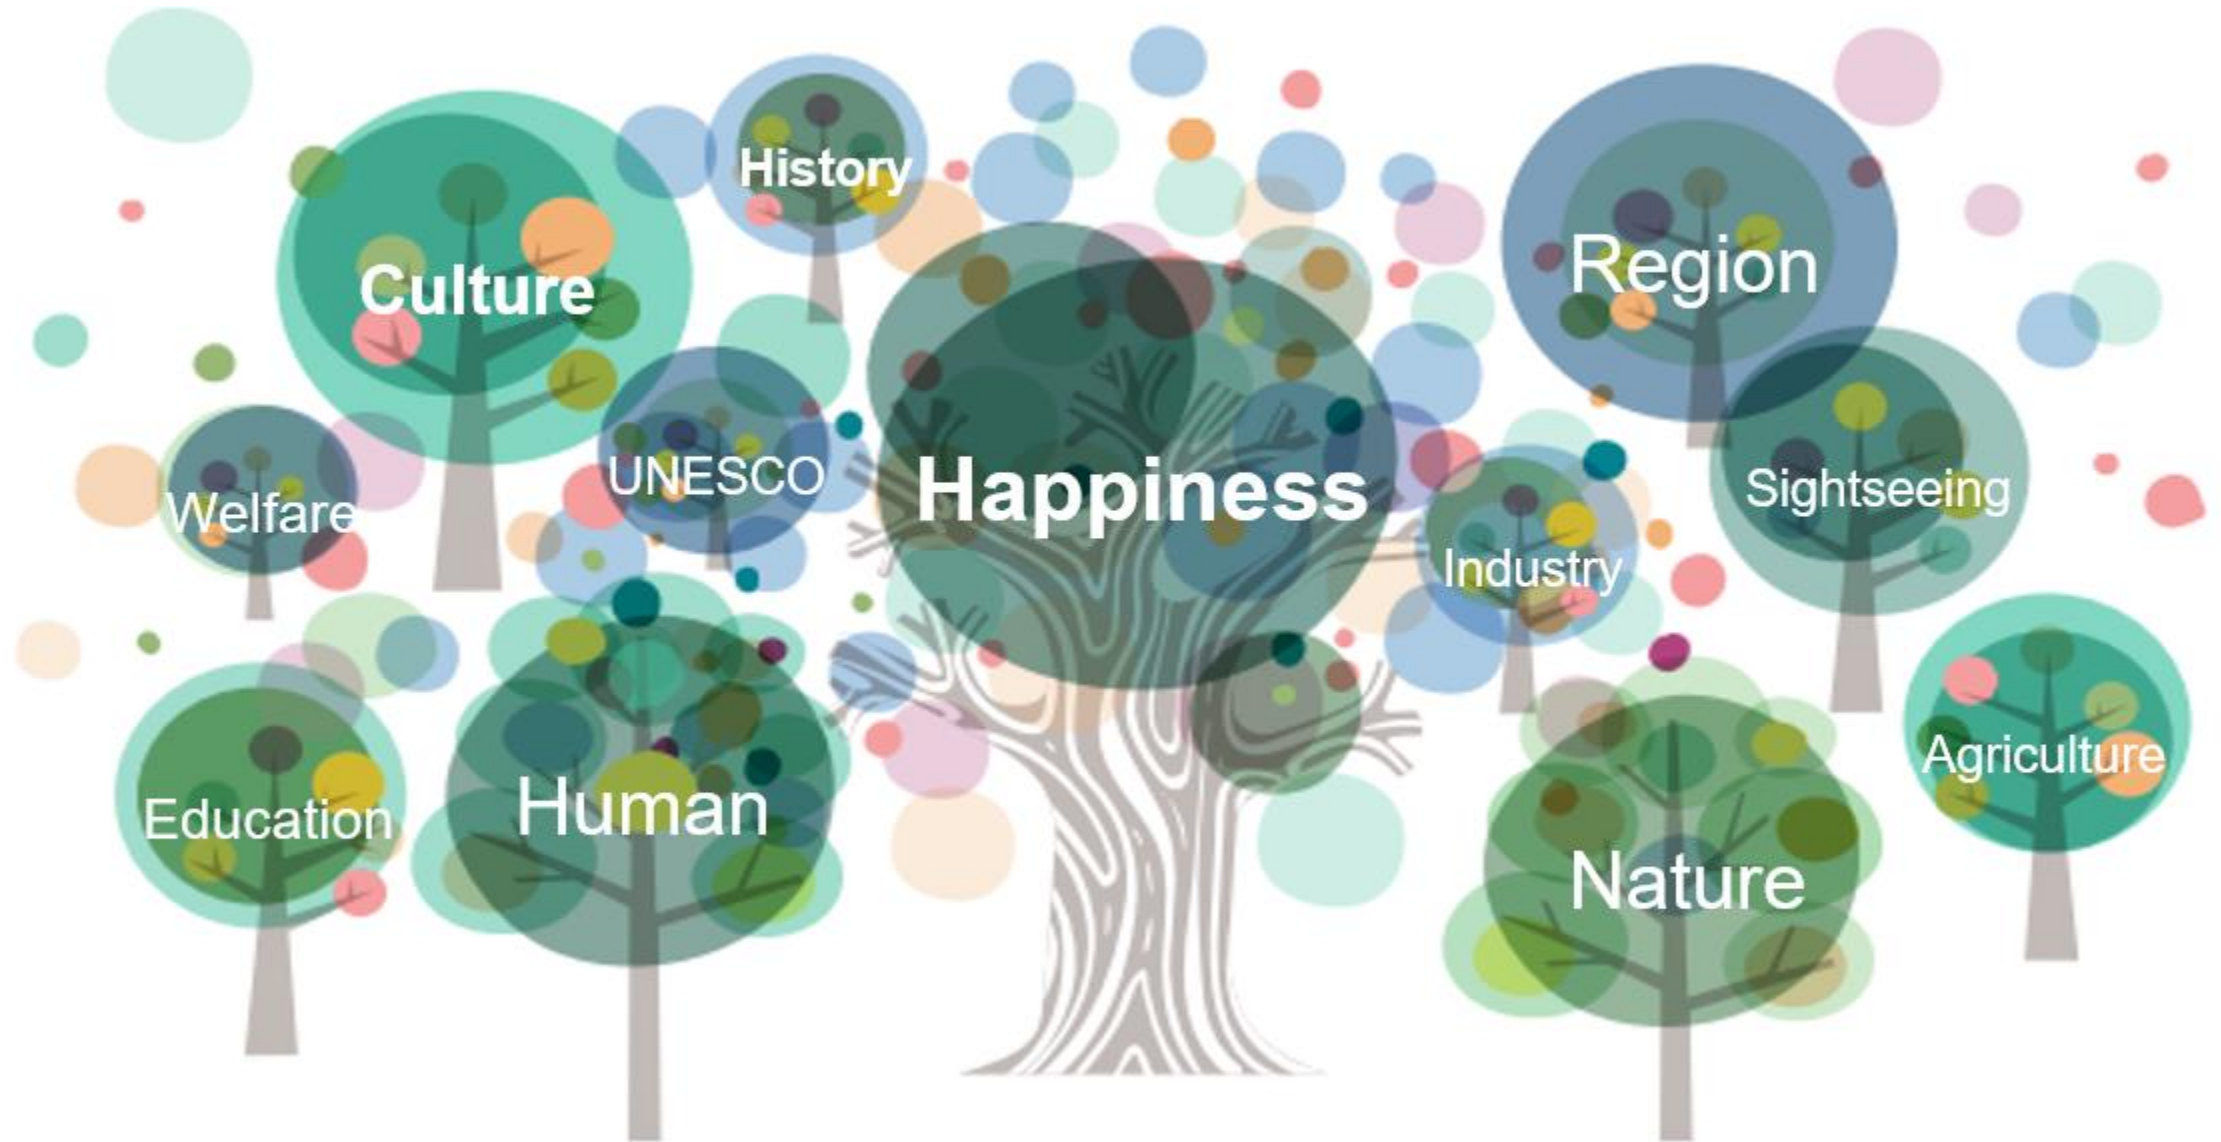 History
Culture
Region
Welfare
UNESCO
Happiness
Sightseeing
Industry
Education
Human
Agriculture
Nature